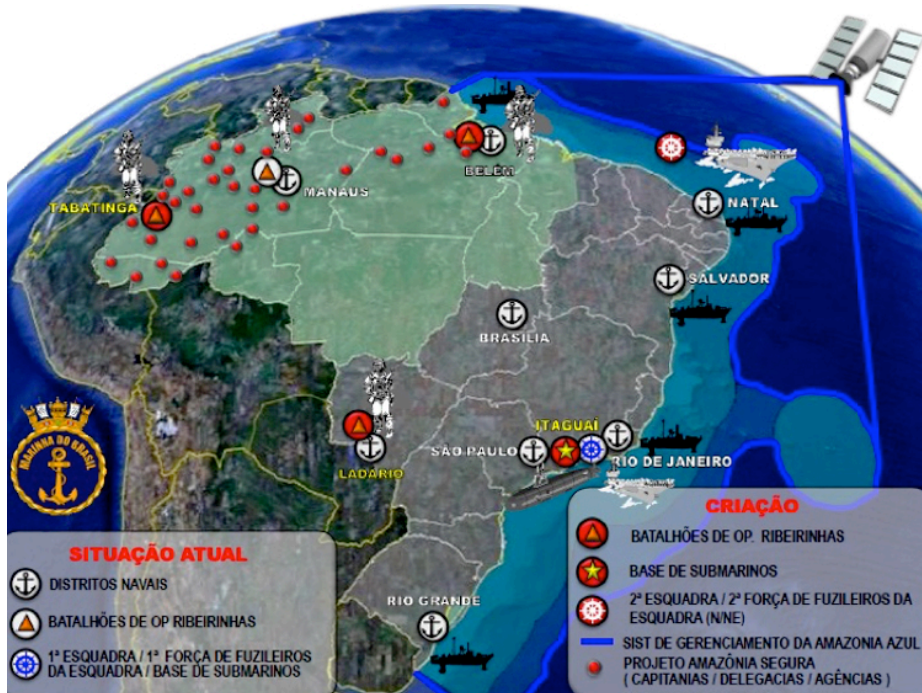 TABATINGA
MANAUS
BELÉM
NATAL
SALVADOR
BRASÍLIA
ITAGUAÍ
SÃO PAULO
RIO DE JANEIRO
LADÁRIO
RIO GRANDE
MARINHA DO BRASIL
SITUAÇÃO ATUAL
DISTRITOS NAVAIS
BATALHÕES DE OP RIBEIRINHAS
1ª ESQUADRA / 1ª FORÇA DE FUZILEIROS
DA ESQUADRA / BASE DE SUBMARINOS
CRIAÇÃO
BATALHÕES DE OP. RIBEIRINHAS
BASE DE SUBMARINOS
2ª ESQUADRA / 2ª FORÇA DE FUZILEIROS DA
ESQUADRA (N/NE)
SIST DE GERENCIAMENTO DA AMAZONIA AZUL
PROJETO AMAZÔNIA SEGURA
( CAPITANIAS / DELEGACIAS / AGÊNCIAS )